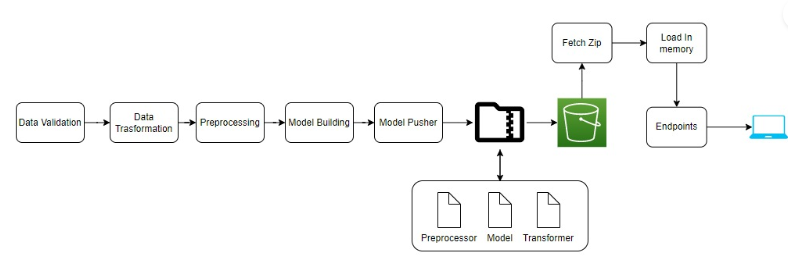 Fetch Zip
Load In
memory
Data Validation
Data
Trasformation
Preprocessing
Model Building
Model Pusher
Endpoints
Preprocessor
Model
Transformer